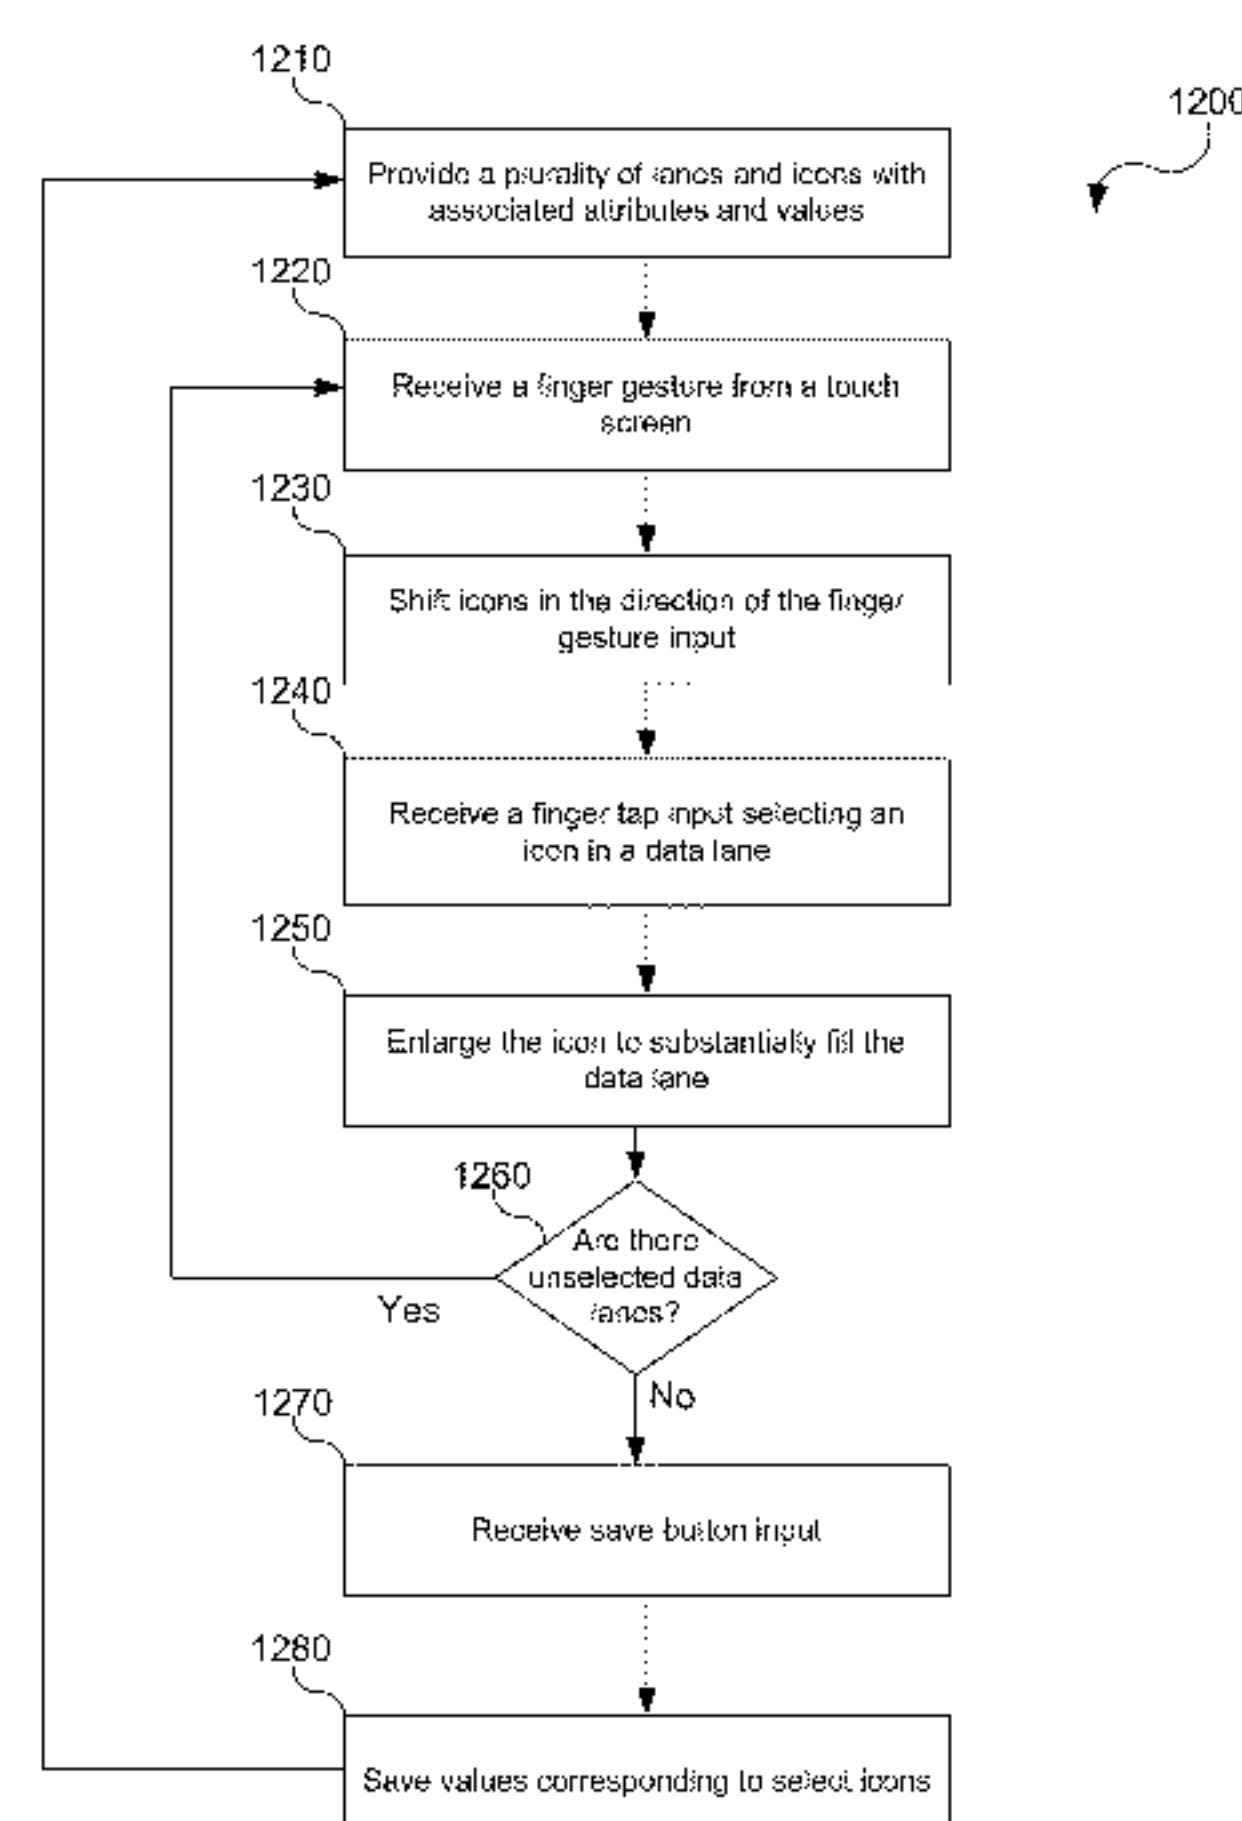 1210
1200
Provide a plurality of lanes and icons with
associated attributes and values
1220
Receive a finger gesture from a touch
screen
1230
Shift icons in the direction of the finger
gesture input
1240
Receive a finger tap input selecting an
icon in a data lane
1250
Enlarge the icon to substantially fill the
data lane
1260
Are there
unselected data
lanes?
Yes
No
1270
Receive save button input
1280
Save values corresponding to select icons